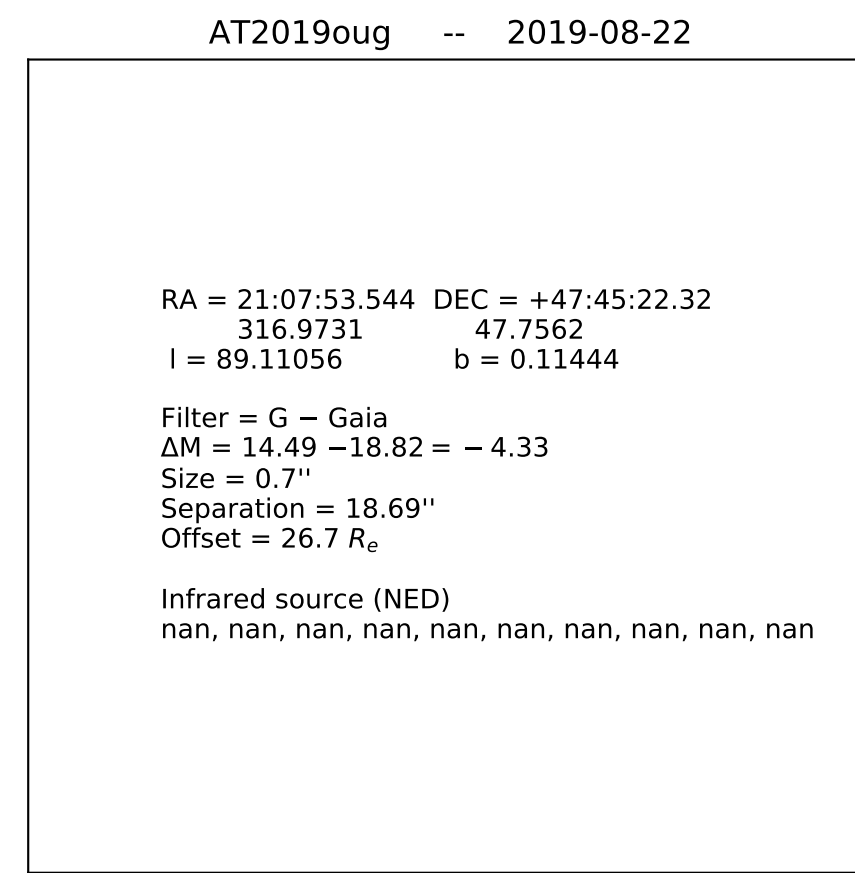 AT2019oug -- 2019-08-22
RA = 21:07:53.544 DEC = +47:45:22.32
316.9731 47.7562
l = 89.11056 b = 0.11444
Filter = G − Gaia
ΔM = 14.49 −18.82 = − 4.33
Size = 0.7''
Separation = 18.69''
Offset = 26.7 Re
Infrared source (NED)
nan, nan, nan, nan, nan, nan, nan, nan, nan, nan